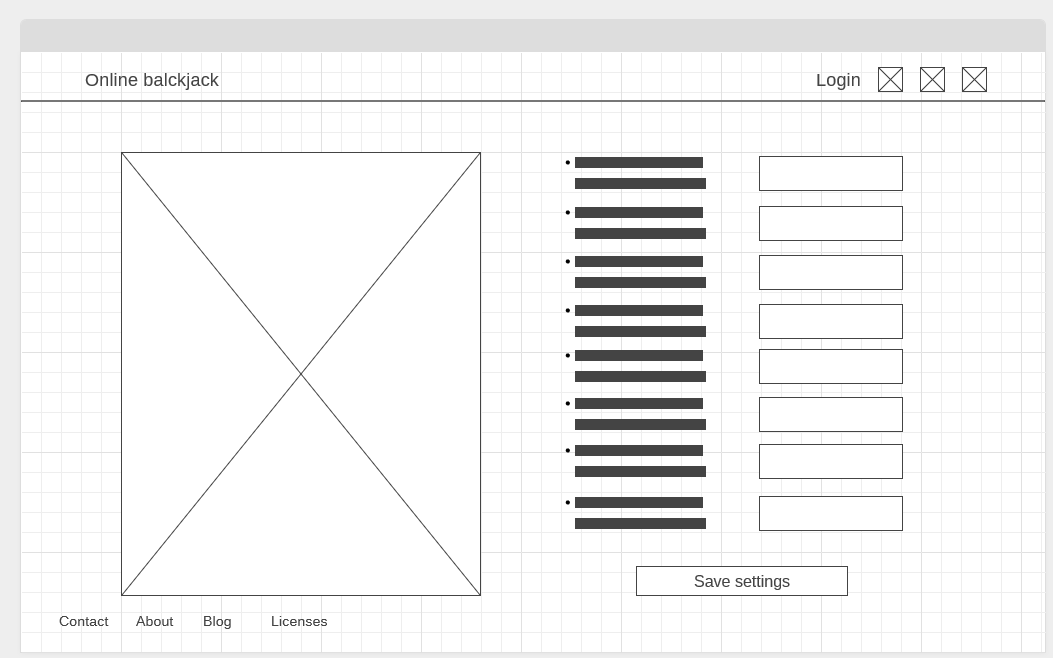 Online balckjack
Login
Save settings
Contact About Blog Licenses